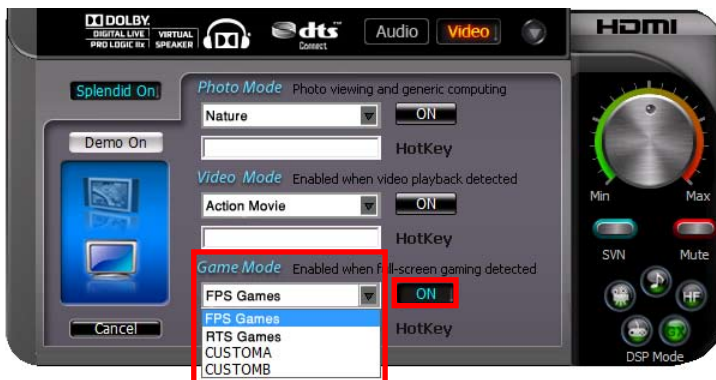 DOLBY.
DIGITAL LIVE
PRO LOGIC IIx
VIRTUAL
SPEAKER
dts
Connect
Audio
Video
HDMI
Splendid On
Photo Mode Photo viewing and generic computing
Nature
ON
Demo On
HotKey
Video Mode Enabled when video playback detected
Action Movie
ON
HotKey
Game Mode Enabled when full-screen gaming detected
FPS Games
ON
FPS Games
RTS Games
HotKey
CUSTOMA
CUSTOMB
Cancel
Min
Max
SVN
Mute
HF
GX
DSP Mode